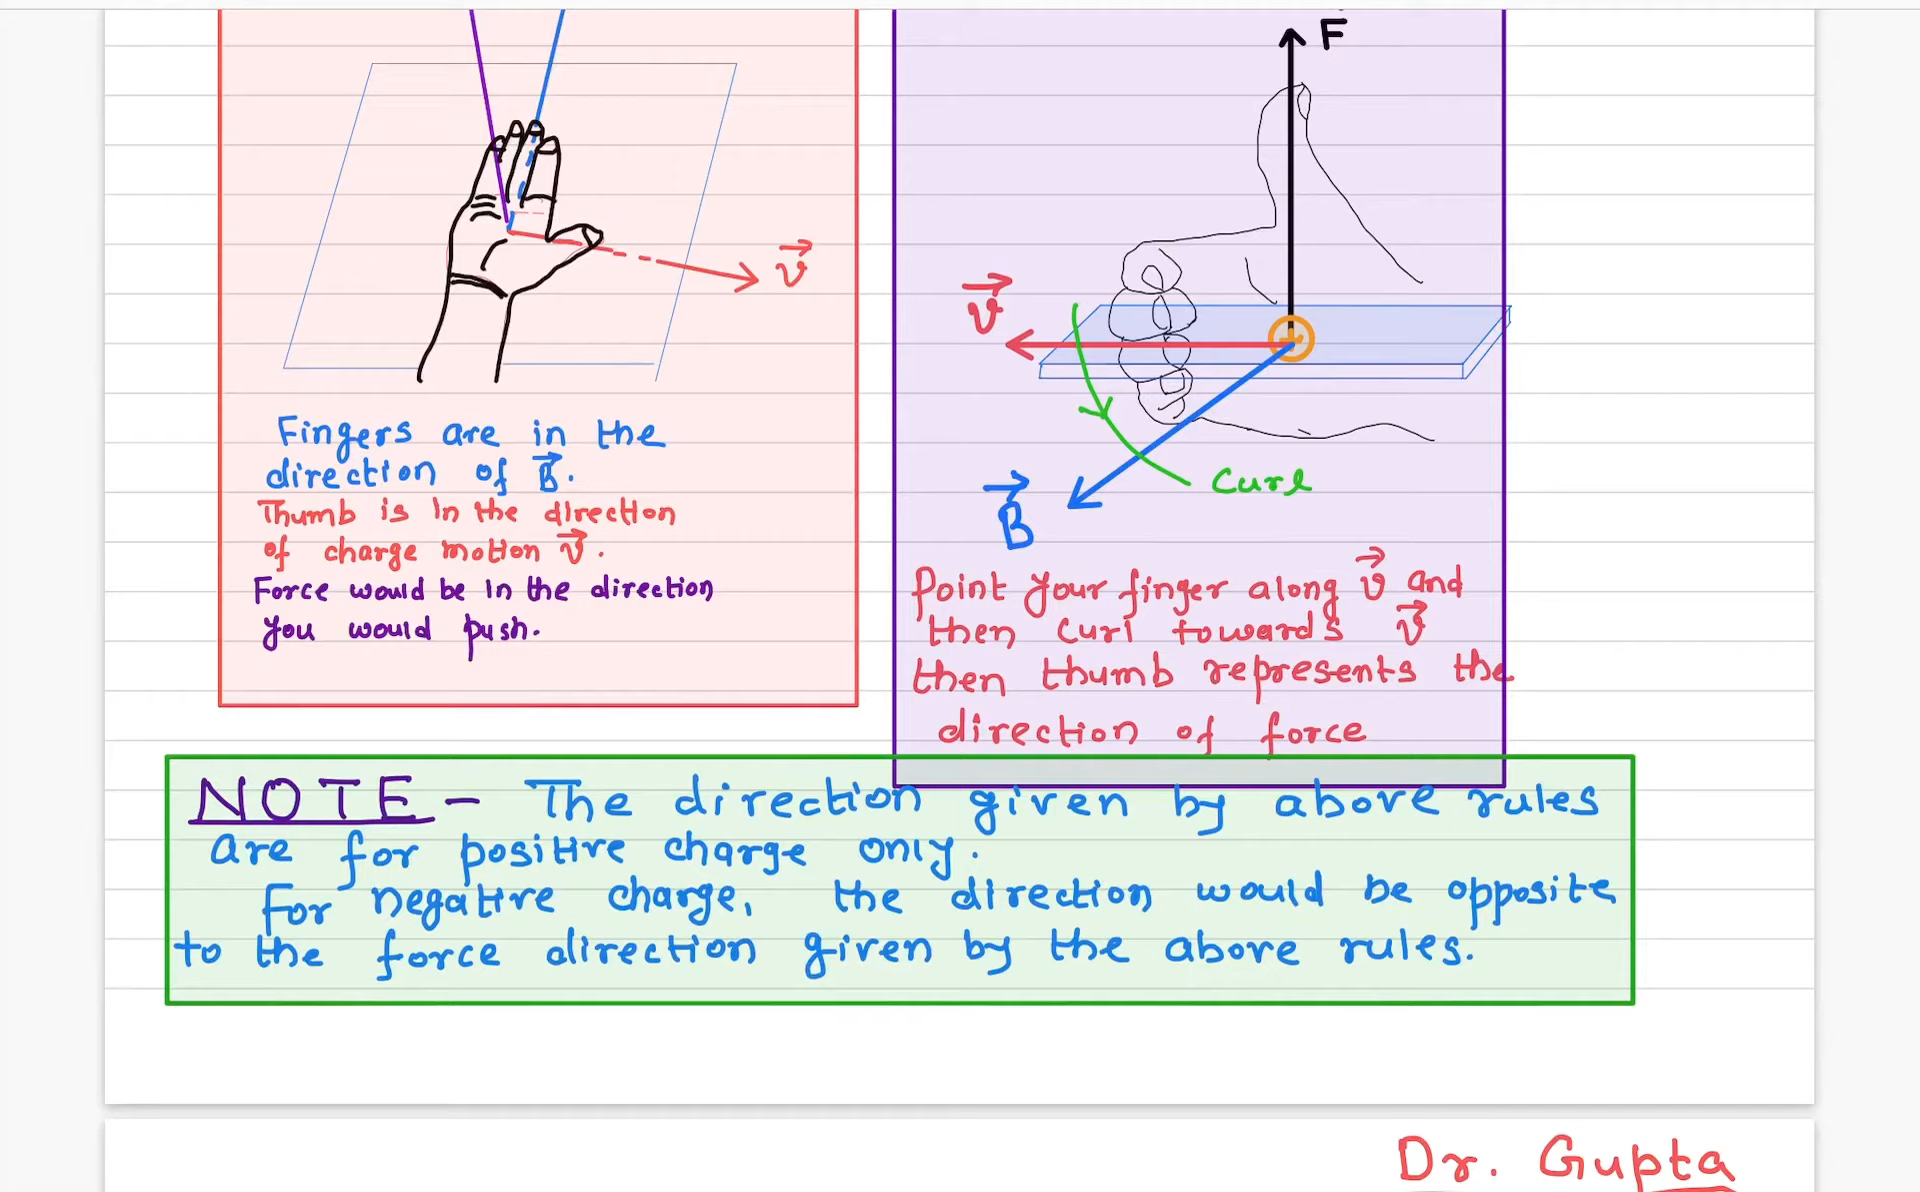 v
Fingers are in the
direction of B.
Thumb is in the direction
of charge motion v.
Force would be in the direction
you would push.
F
v
B
Curl
Point your finger along v and
then curl towards v
then thumb represents the
direction of force
NOTE - The direction given by above rules
are for positive charge only.
For negative charge, the direction would be opposite
to the force direction given by the above rules.
Dr. Gupta